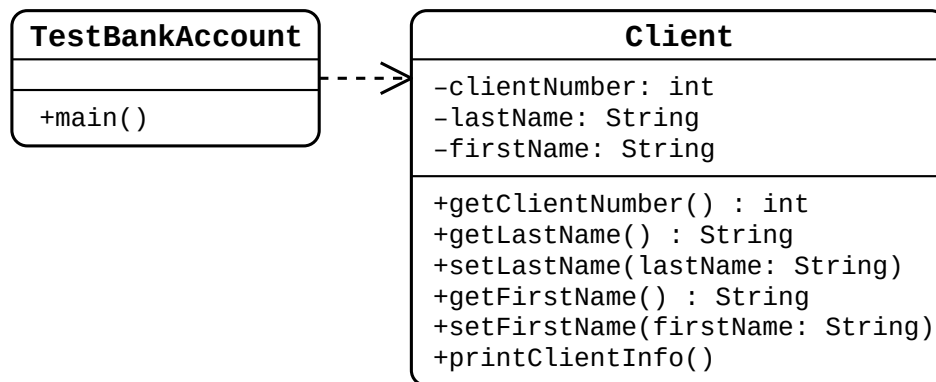 TestBankAccount
+main()
Client
–clientNumber: int
–lastName: String
–firstName: String
+getClientNumber() : int
+getLastName() : String
+setLastName(lastName: String)
+getFirstName() : String
+setFirstName(firstName: String)
+printClientInfo()